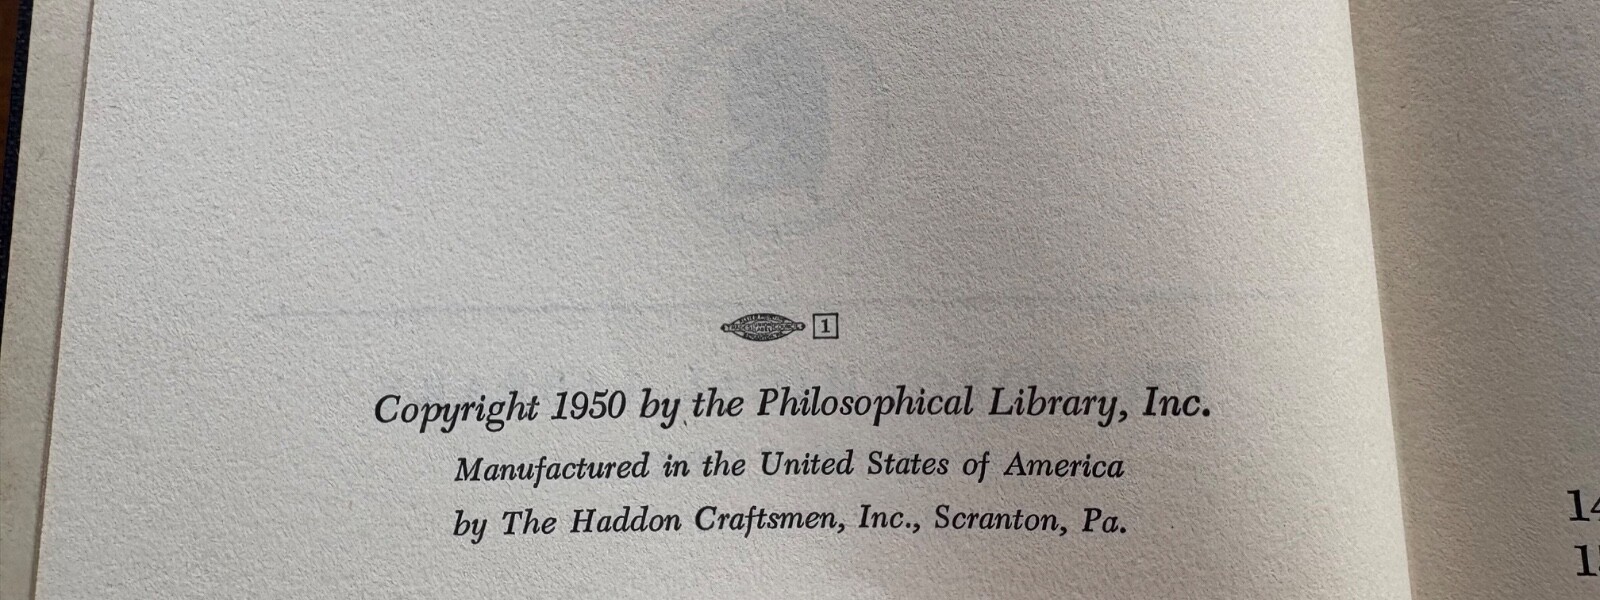 1
Copyright 1950 by the Philosophical Library, Inc.
Manufactured in the United States of America
by The Haddon Craftsmen, Inc., Scranton, Pa.
14